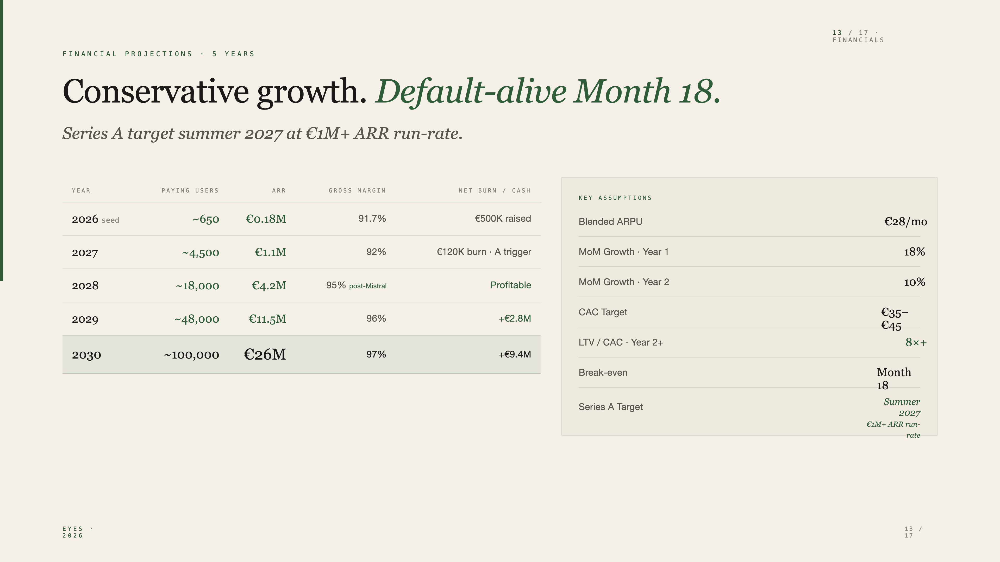 13 / 17 ·
FINANCIALS
FINANCIAL PROJECTIONS · 5 YEARS
Conservative growth. Default-alive Month 18.
Series A target summer 2027 at €1M+ ARR run-rate.
YEAR PAYING USERS ARR GROSS MARGIN NET BURN / CASH
2026 seed ~650 €0.18M 91.7% €500K raised
2027 ~4,500 €1.1M 92% €120K burn · A trigger
2028 ~18,000 €4.2M 95% post-Mistral Profitable
2029 ~48,000 €11.5M 96% +€2.8M
2030 ~100,000 €26M 97% +€9.4M
KEY ASSUMPTIONS
Blended ARPU €28/mo
MoM Growth · Year 1 18%
MoM Growth · Year 2 10%
CAC Target €35–
€45
LTV / CAC · Year 2+ 8×+
Break-even Month
18
Series A Target Summer
2027
€1M+ ARR run-
rate
EYES ·
2026
13 /
17